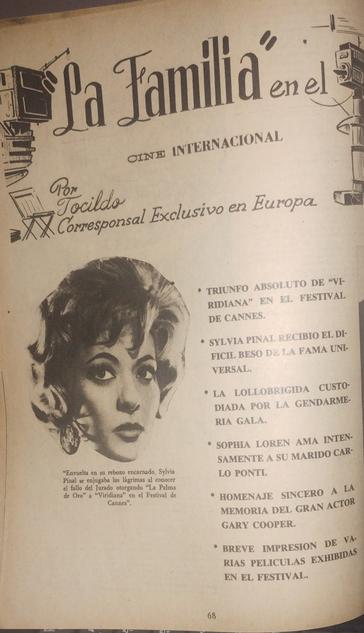 "La Familia" en el
CINE INTERNACIONAL
Por
Tocildo
Corresponsal Exclusivo en Europa
* TRIUNFO ABSOLUTO DE "VI-
RIDIANA" EN EL FESTIVAL
DE CANNES.
* SYLVIA PINAL RECIBIO EL DI-
FICIL BESO DE LA FAMA UNI-
VERSAL.
* LA LOLLOBRIGIDA CUSTO-
DIADA POR LA GENDARME-
RIA GALA.
* SOPHIA LOREN AMA INTEN-
SAMENTE A SU MARIDO CAR-
LO PONTI.
* HOMENAJE SINCERO A LA
MEMORIA DEL GRAN ACTOR
GARY COOPER.
* BREVE IMPRESION DE VA-
RIAS PELICULAS EXHIBIDAS
EN EL FESTIVAL.
"Envuelta en su rebozo encarnado, Sylvia
Pinal se enjugaba las lágrimas al conocer
el fallo del Jurado otorgando "La Palma
de Oro" a "Viridiana" en el Festival de
Cannes".
68